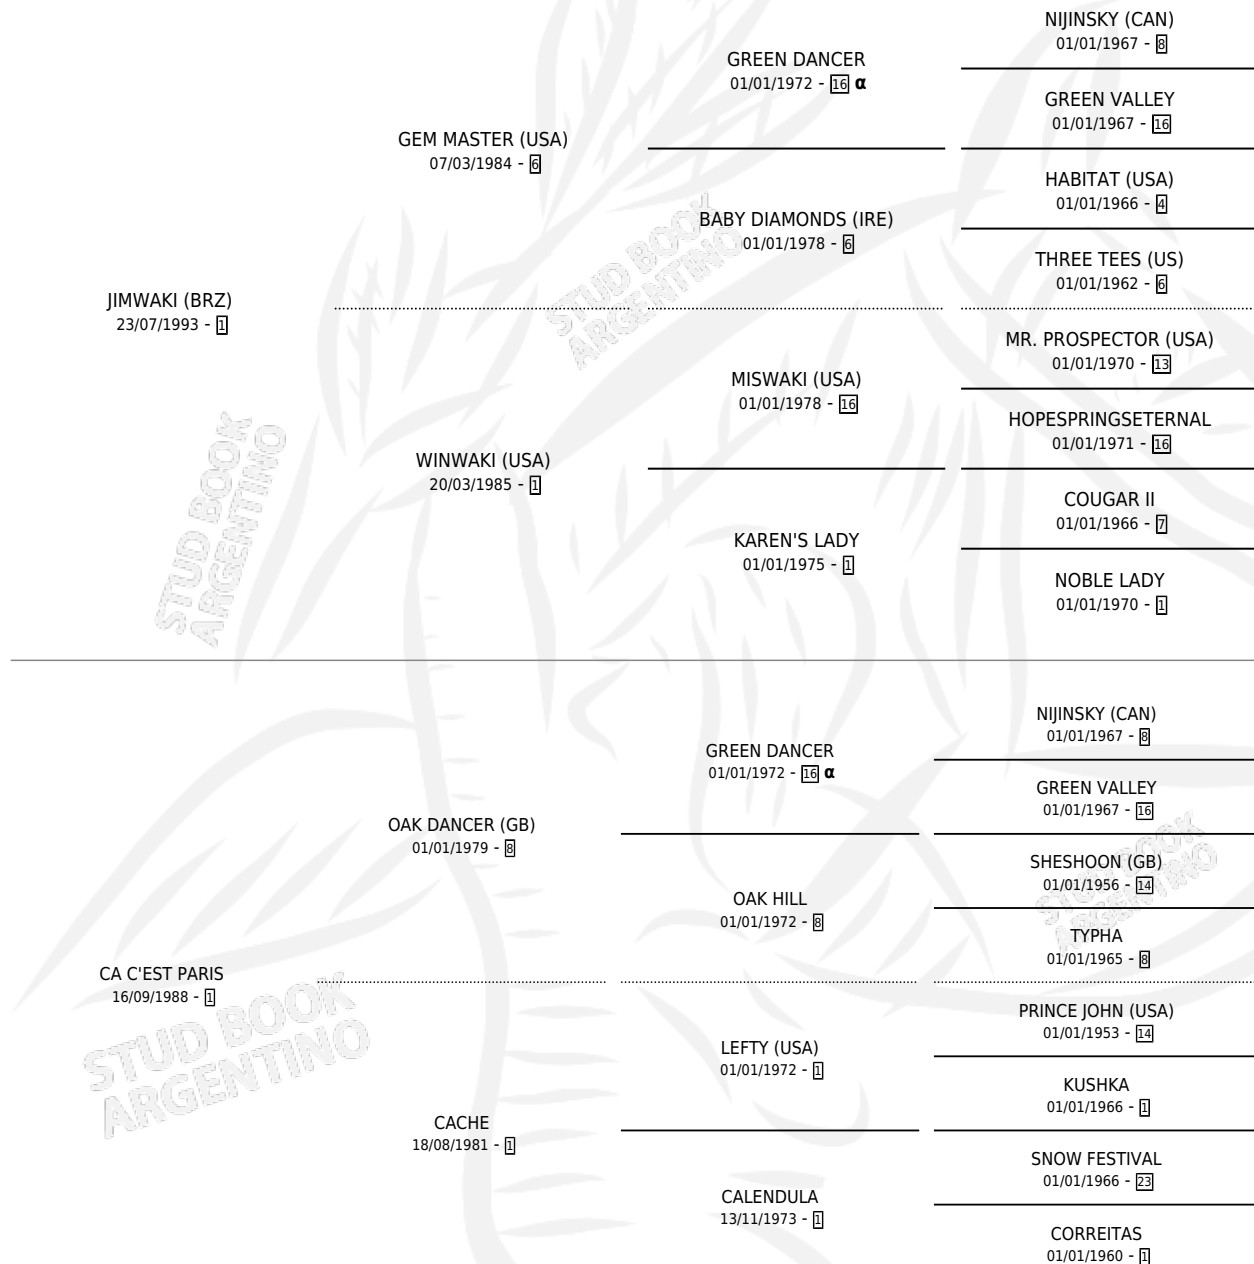 NIJINSKY (CAN)
01/01/1967 - 8
GREEN DANCER
01/01/1972 - 16 α
GREEN VALLEY
01/01/1967 - 16
GEM MASTER (USA)
07/03/1984 - 6
HABITAT (USA)
01/01/1966 - 4
BABY DIAMONDS (IRE)
01/01/1978 - 6
THREE TEES (US)
01/01/1962 - 6
JIMWAKI (BRZ)
23/07/1993 - 1
STUD BOOK
ARGENTINO
MR. PROSPECTOR (USA)
01/01/1970 - 13
MISWAKI (USA)
01/01/1978 - 16
HOPESPRINGSETERNAL
01/01/1971 - 16
WINWAKI (USA)
20/03/1985 - 1
COUGAR II
01/01/1966 - 7
KAREN'S LADY
01/01/1975 - 1
NOBLE LADY
01/01/1970 - 1
STUD BOOK
ARGENTINO
NIJINSKY (CAN)
01/01/1967 - 8
GREEN DANCER
01/01/1972 - 16 α
GREEN VALLEY
01/01/1967 - 16
OAK DANCER (GB)
01/01/1979 - 8
SHESHOON (GB)
01/01/1956 - 14
OAK HILL
01/01/1972 - 8
STUD BOOK
ARGENTINO
TYPHA
01/01/1965 - 8
CA C'EST PARIS
16/09/1988 - 1
STUD BOOK
ARGENTINO
PRINCE JOHN (USA)
01/01/1953 - 14
LEFTY (USA)
01/01/1972 - 1
KUSHKA
01/01/1966 - 1
CACHE
18/08/1981 - 1
SNOW FESTIVAL
01/01/1966 - 23
CALENDULA
13/11/1973 - 1
CORREITAS
01/01/1960 - 1